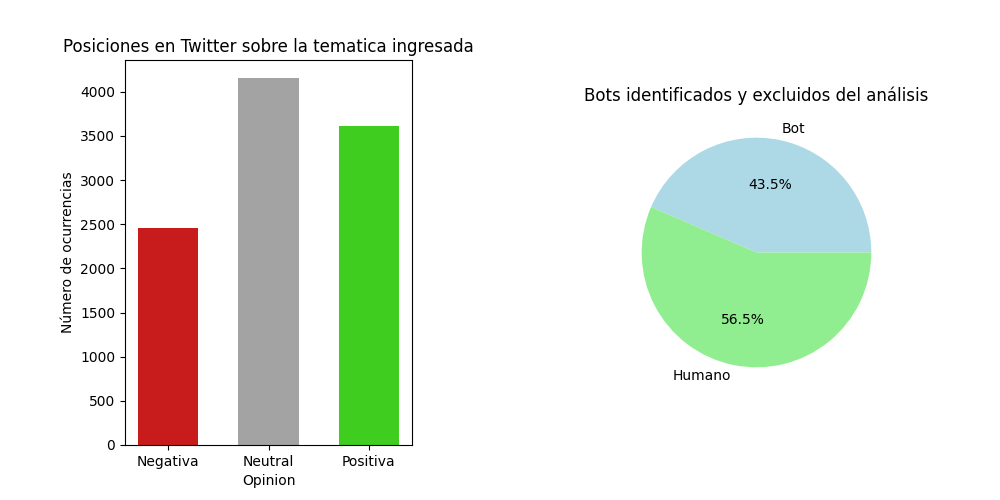 Posiciones en Twitter sobre la tematica ingresada
Número de ocurrencias
4000
3500
3000
2500
2000
1500
1000
500
0
Negativa
Neutral
Positiva
Opinion
Bots identificados y excluidos del análisis
Bot
43.5%
56.5%
Humano